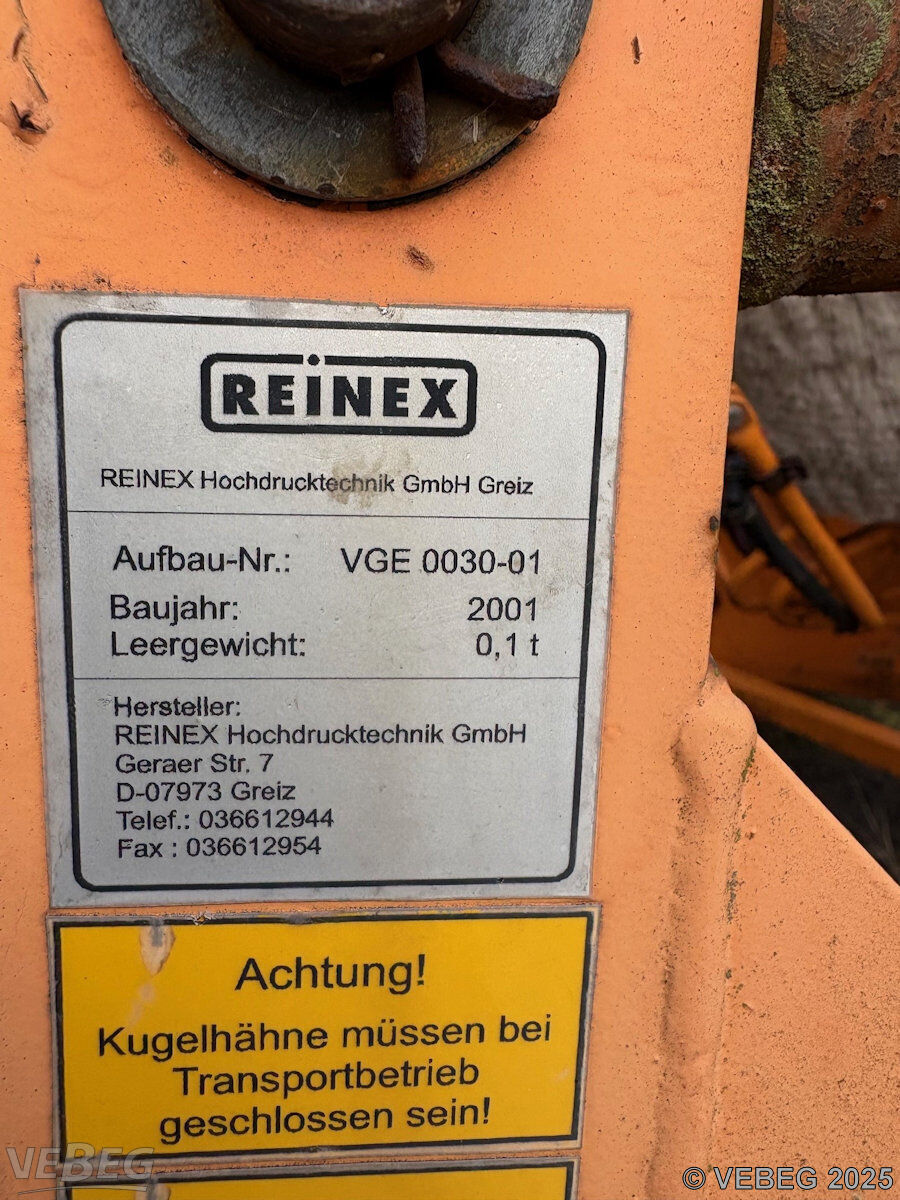 REINEX
REINEX Hochdrucktechnik GmbH Greiz
Aufbau-Nr.: VGE 0030-01
Baujahr: 2001
Leergewicht: 0,1 t
Hersteller:
REINEX Hochdrucktechnik GmbH
Geraer Str. 7
D-07973 Greiz
Telef.: 036612944
Fax : 036612954
Achtung!
Kugelhähne müssen bei
Transportbetrieb
geschlossen sein!
VEBEG
© VEBEG 2025